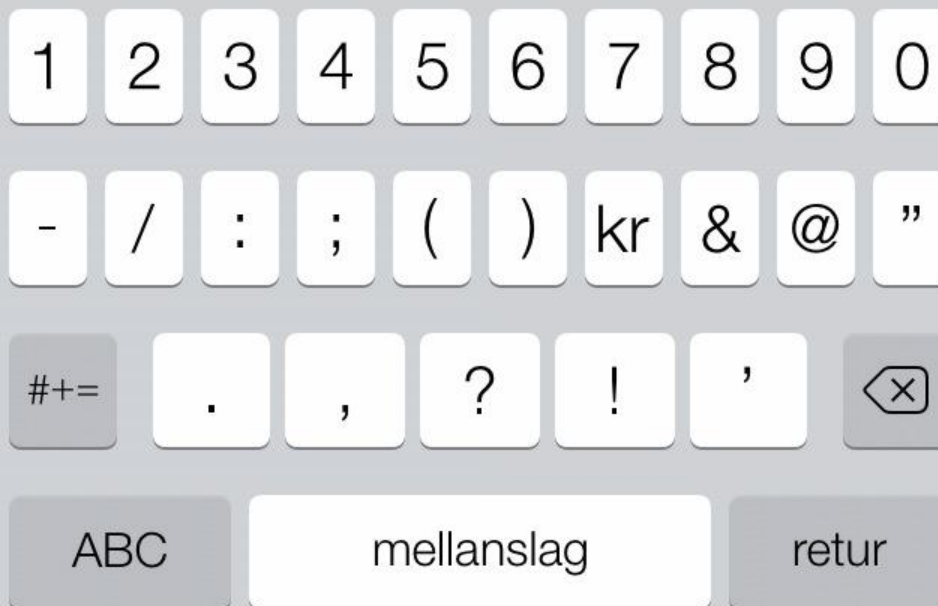 1 2 3 4 5 6 7 8 9 0
- / : ; ( ) kr & @ ”
#+= . , ? ! ’
ABC mellanslag retur